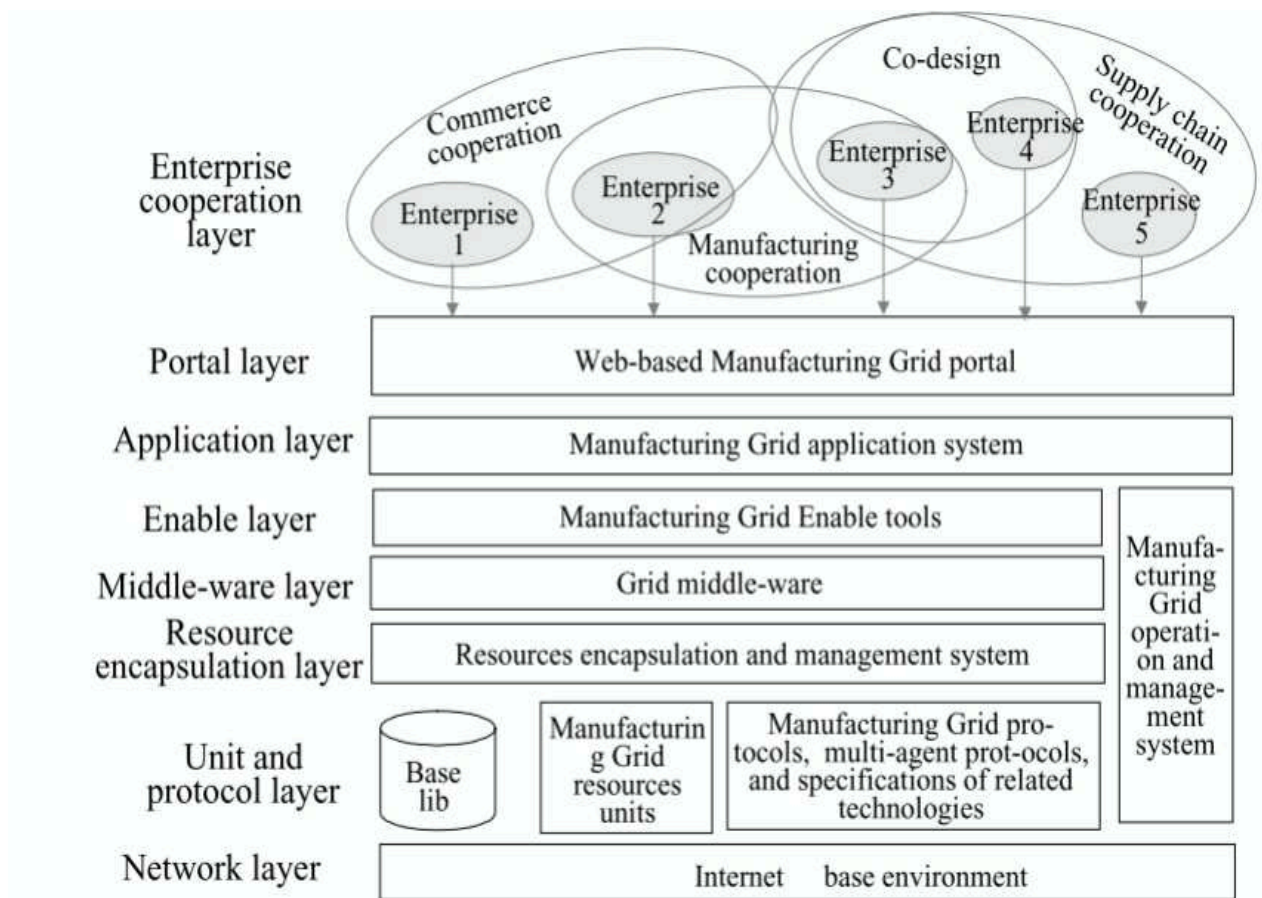 Co-design
Supply chain
cooperation
Commerce
cooperation
Enterprise
cooperation
layer
Enterprise
1
Enterprise
2
Enterprise
3
Enterprise
4
Enterprise
5
Manufacturing
cooperation
Portal layer
Web-based Manufacturing Grid portal
Application layer
Manufacturing Grid application system
Enable layer
Manufacturing Grid Enable tools
Middle-ware layer
Grid middle-ware
Resource
encapsulation layer
Resources encapsulation and management system
Manufa-
cturing
Grid
operati-
on and
manage-
ment
system
Unit and
protocol layer
Base
lib
Manufacturin
g Grid
resources
units
Manufacturing Grid pro-
tocols, multi-agent prot-ocols,
and specifications of related
technologies
Network layer
Internet base environment